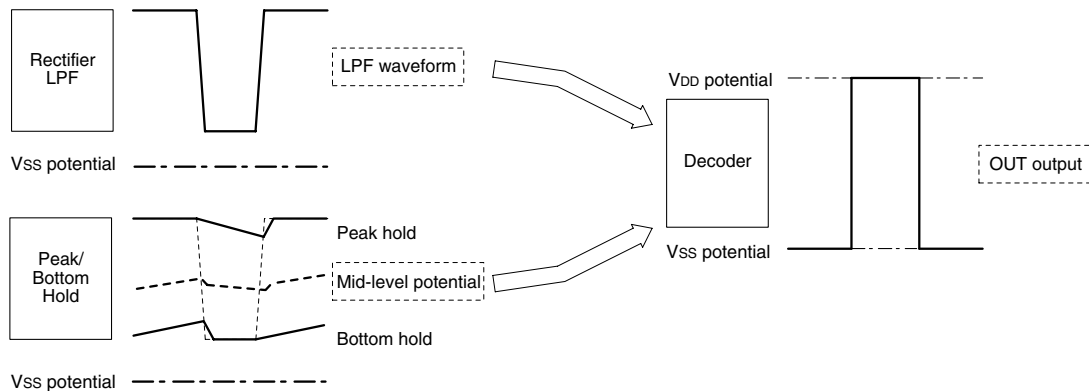 Rectifier
LPF
LPF waveform
VSS potential
Peak/
Bottom
Hold
Peak hold
Mid-level potential
Bottom hold
VSS potential
VDD potential
Decoder
VSS potential
OUT output